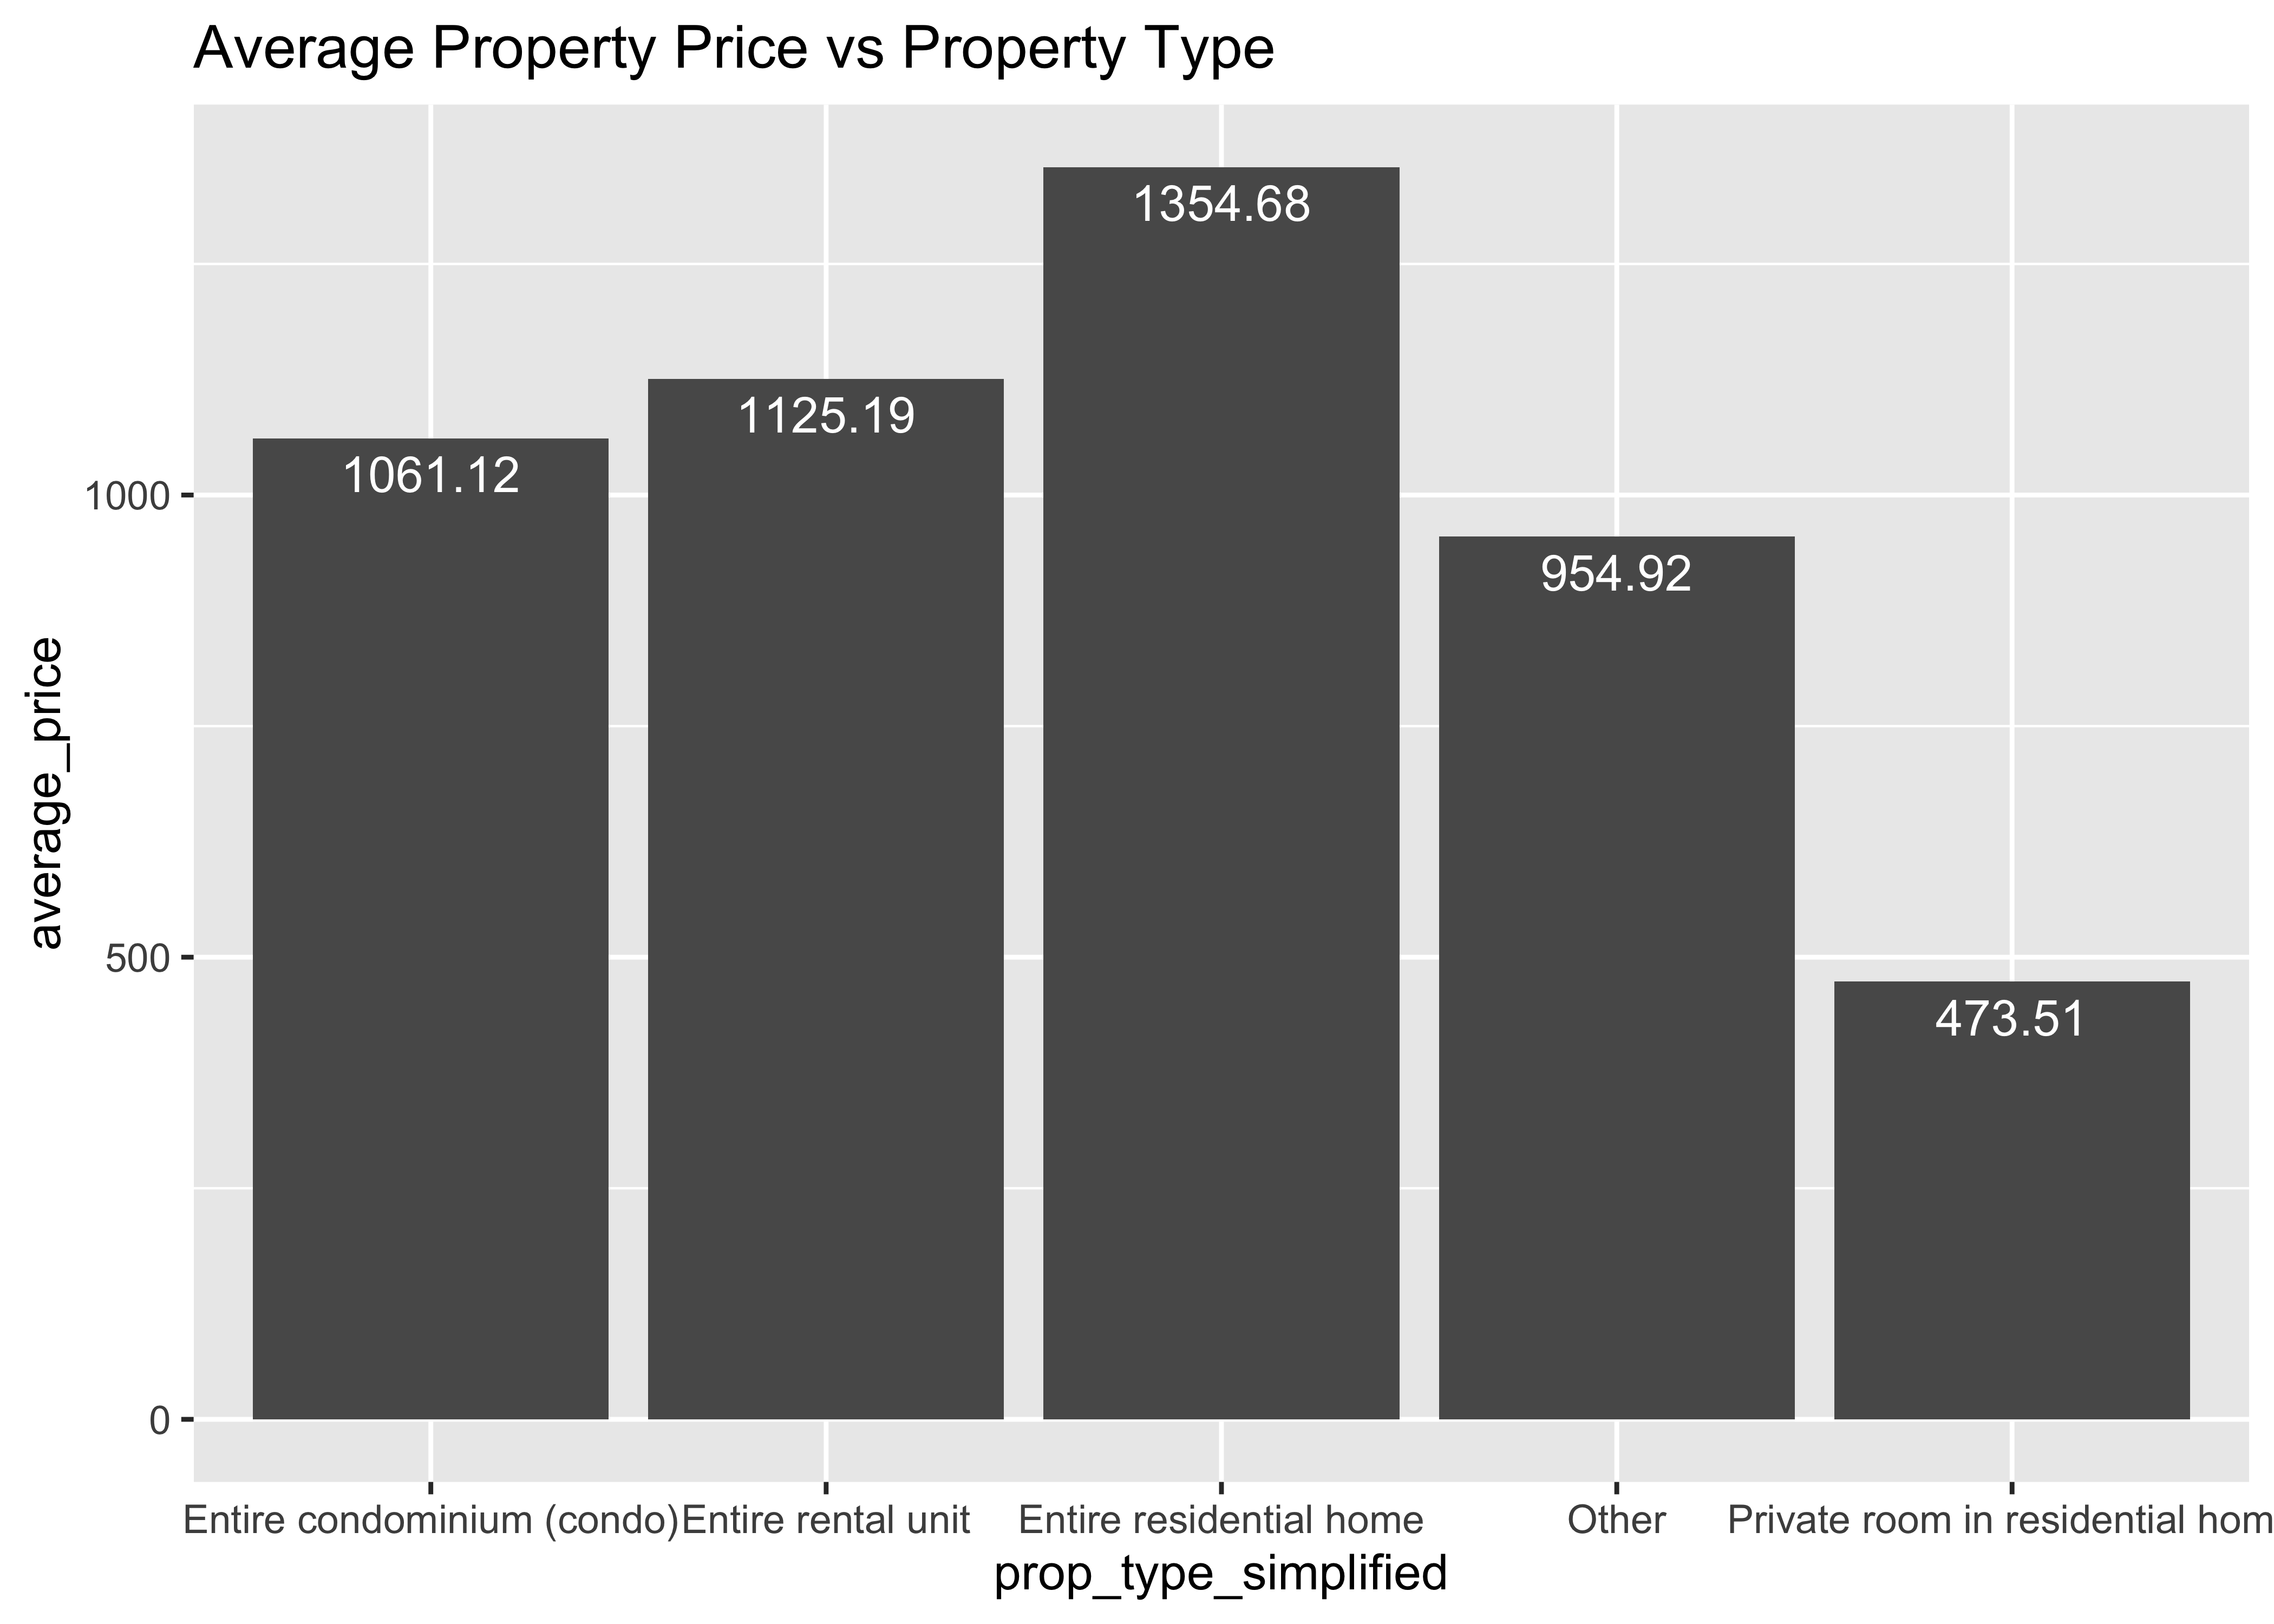 Average Property Price vs Property Type
1354.68
1125.19
1061.12
1000
954.92
average_price
500
473.51
0
Entire condominium (condo) Entire rental unit Entire residential home Other Private room in residential hom
prop_type_simplified